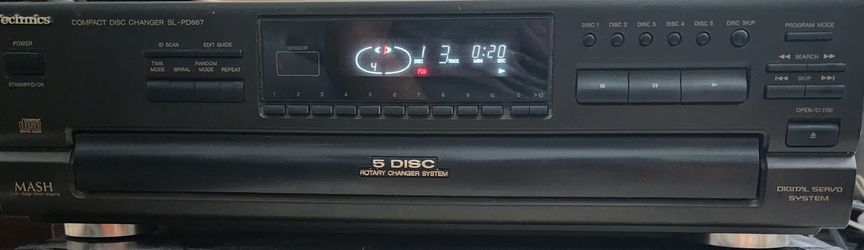 Technics
COMPACT DISC CHANGER SL-PD867
POWER
STANDBY/ON
ID SCAN
EDIT GUIDE
TIME MODE
SPIRAL
RANDOM MODE
REPEAT
SENSOR
4
1 3 0:20
DISC TRACK MIN SEC
1 2 3 4 5 6 7 8 9 10 0 >10
DISC 1 DISC 2 DISC 3 DISC 4 DISC 5 DISC SKIP
PROGRAM MODE
SEARCH
SKIP
OPEN/CLOSE
disc
5 DISC
ROTARY CHANGER SYSTEM
MASH
DIGITAL SERVO
SYSTEM